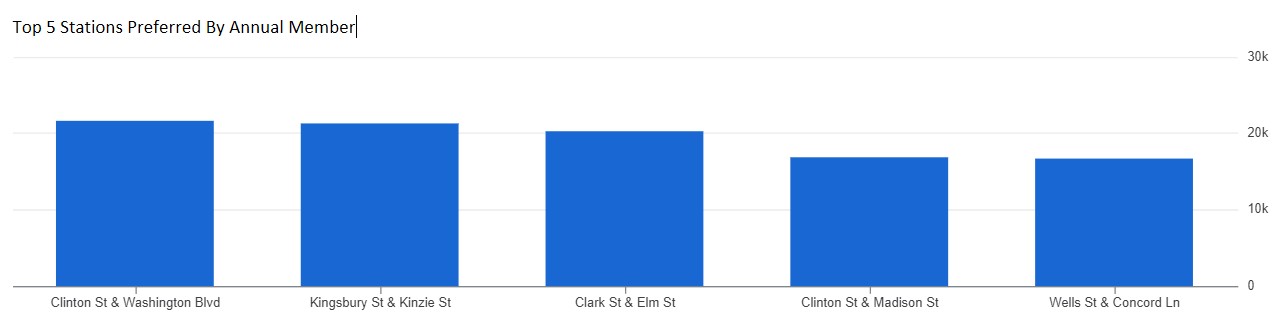 Top 5 Stations Preferred By Annual Member
30k
20k
10k
0
Clinton St & Washington Blvd
Kingsbury St & Kinzie St
Clark St & Elm St
Clinton St & Madison St
Wells St & Concord Ln